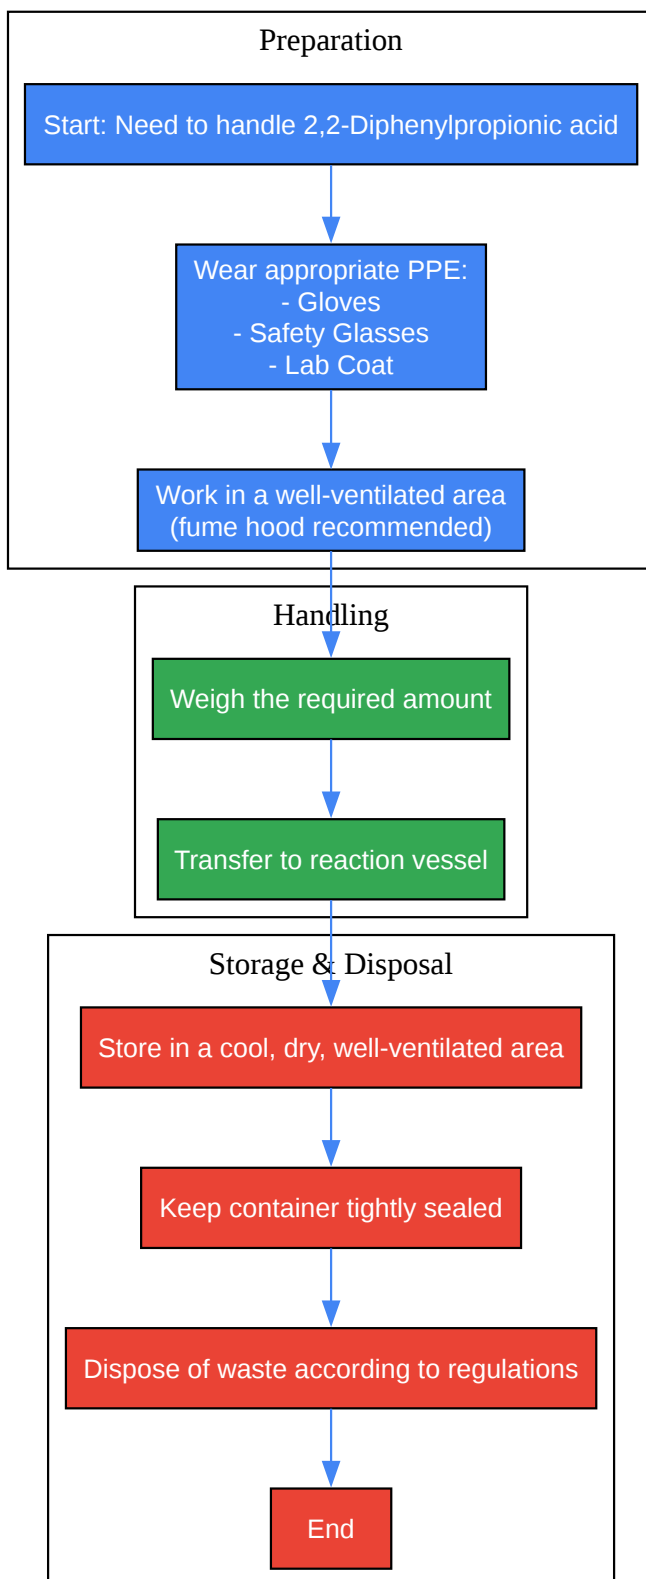 Preparation
Start: Need to handle 2,2-Diphenylpropionic acid
Wear appropriate PPE:
- Gloves
- Safety Glasses
- Lab Coat
Work in a well-ventilated area
(fume hood recommended)
Handling
Weigh the required amount
Transfer to reaction vessel
Storage & Disposal
Store in a cool, dry, well-ventilated area
Keep container tightly sealed
Dispose of waste according to regulations
End